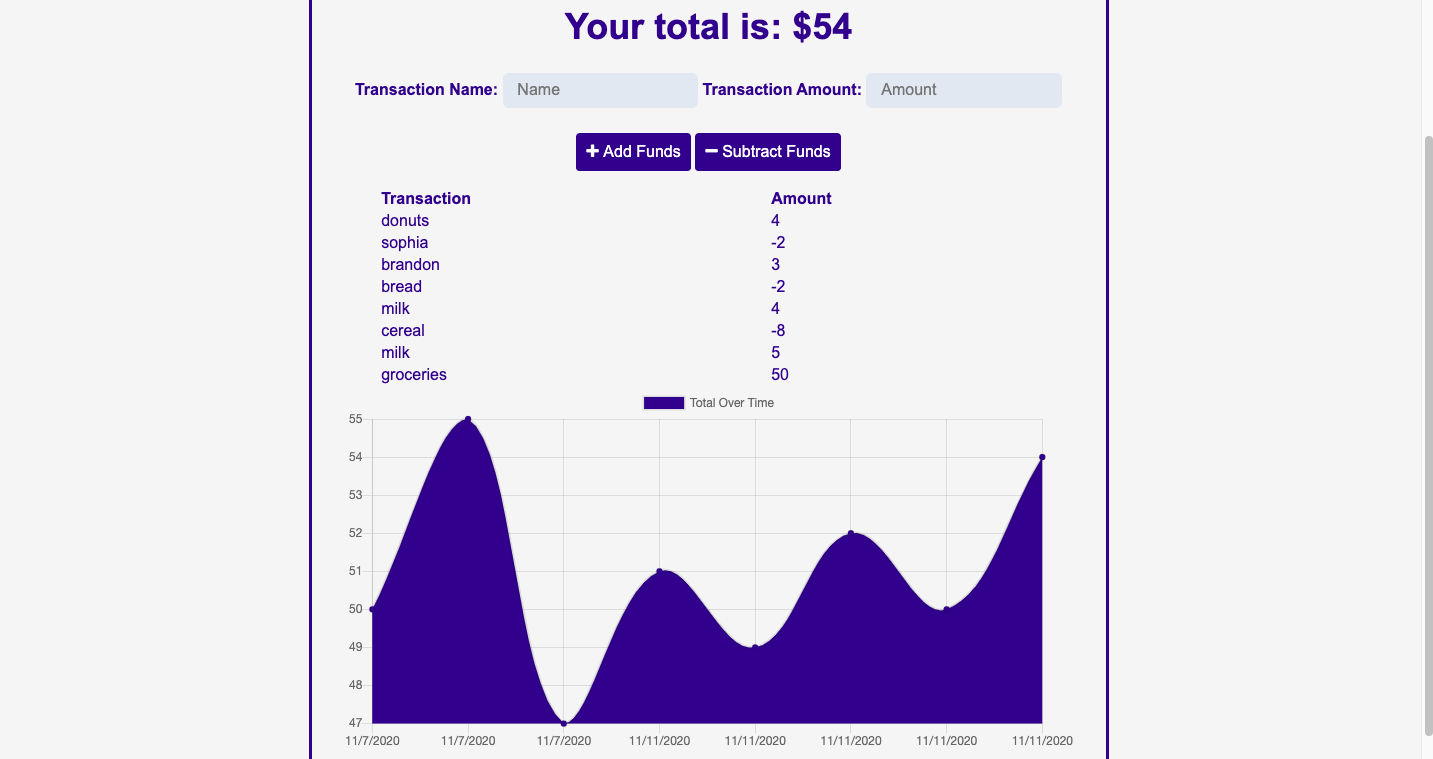 Your total is: $54
Transaction Name: Name Transaction Amount: Amount
Add Funds Subtract Funds
Transaction Amount
donuts 4
sophia -2
brandon 3
bread -2
milk 4
cereal -8
milk 5
groceries 50
Total Over Time
55
54
53
52
51
50
49
48
47
11/7/2020 11/7/2020 11/7/2020 11/11/2020 11/11/2020 11/11/2020 11/11/2020 11/11/2020